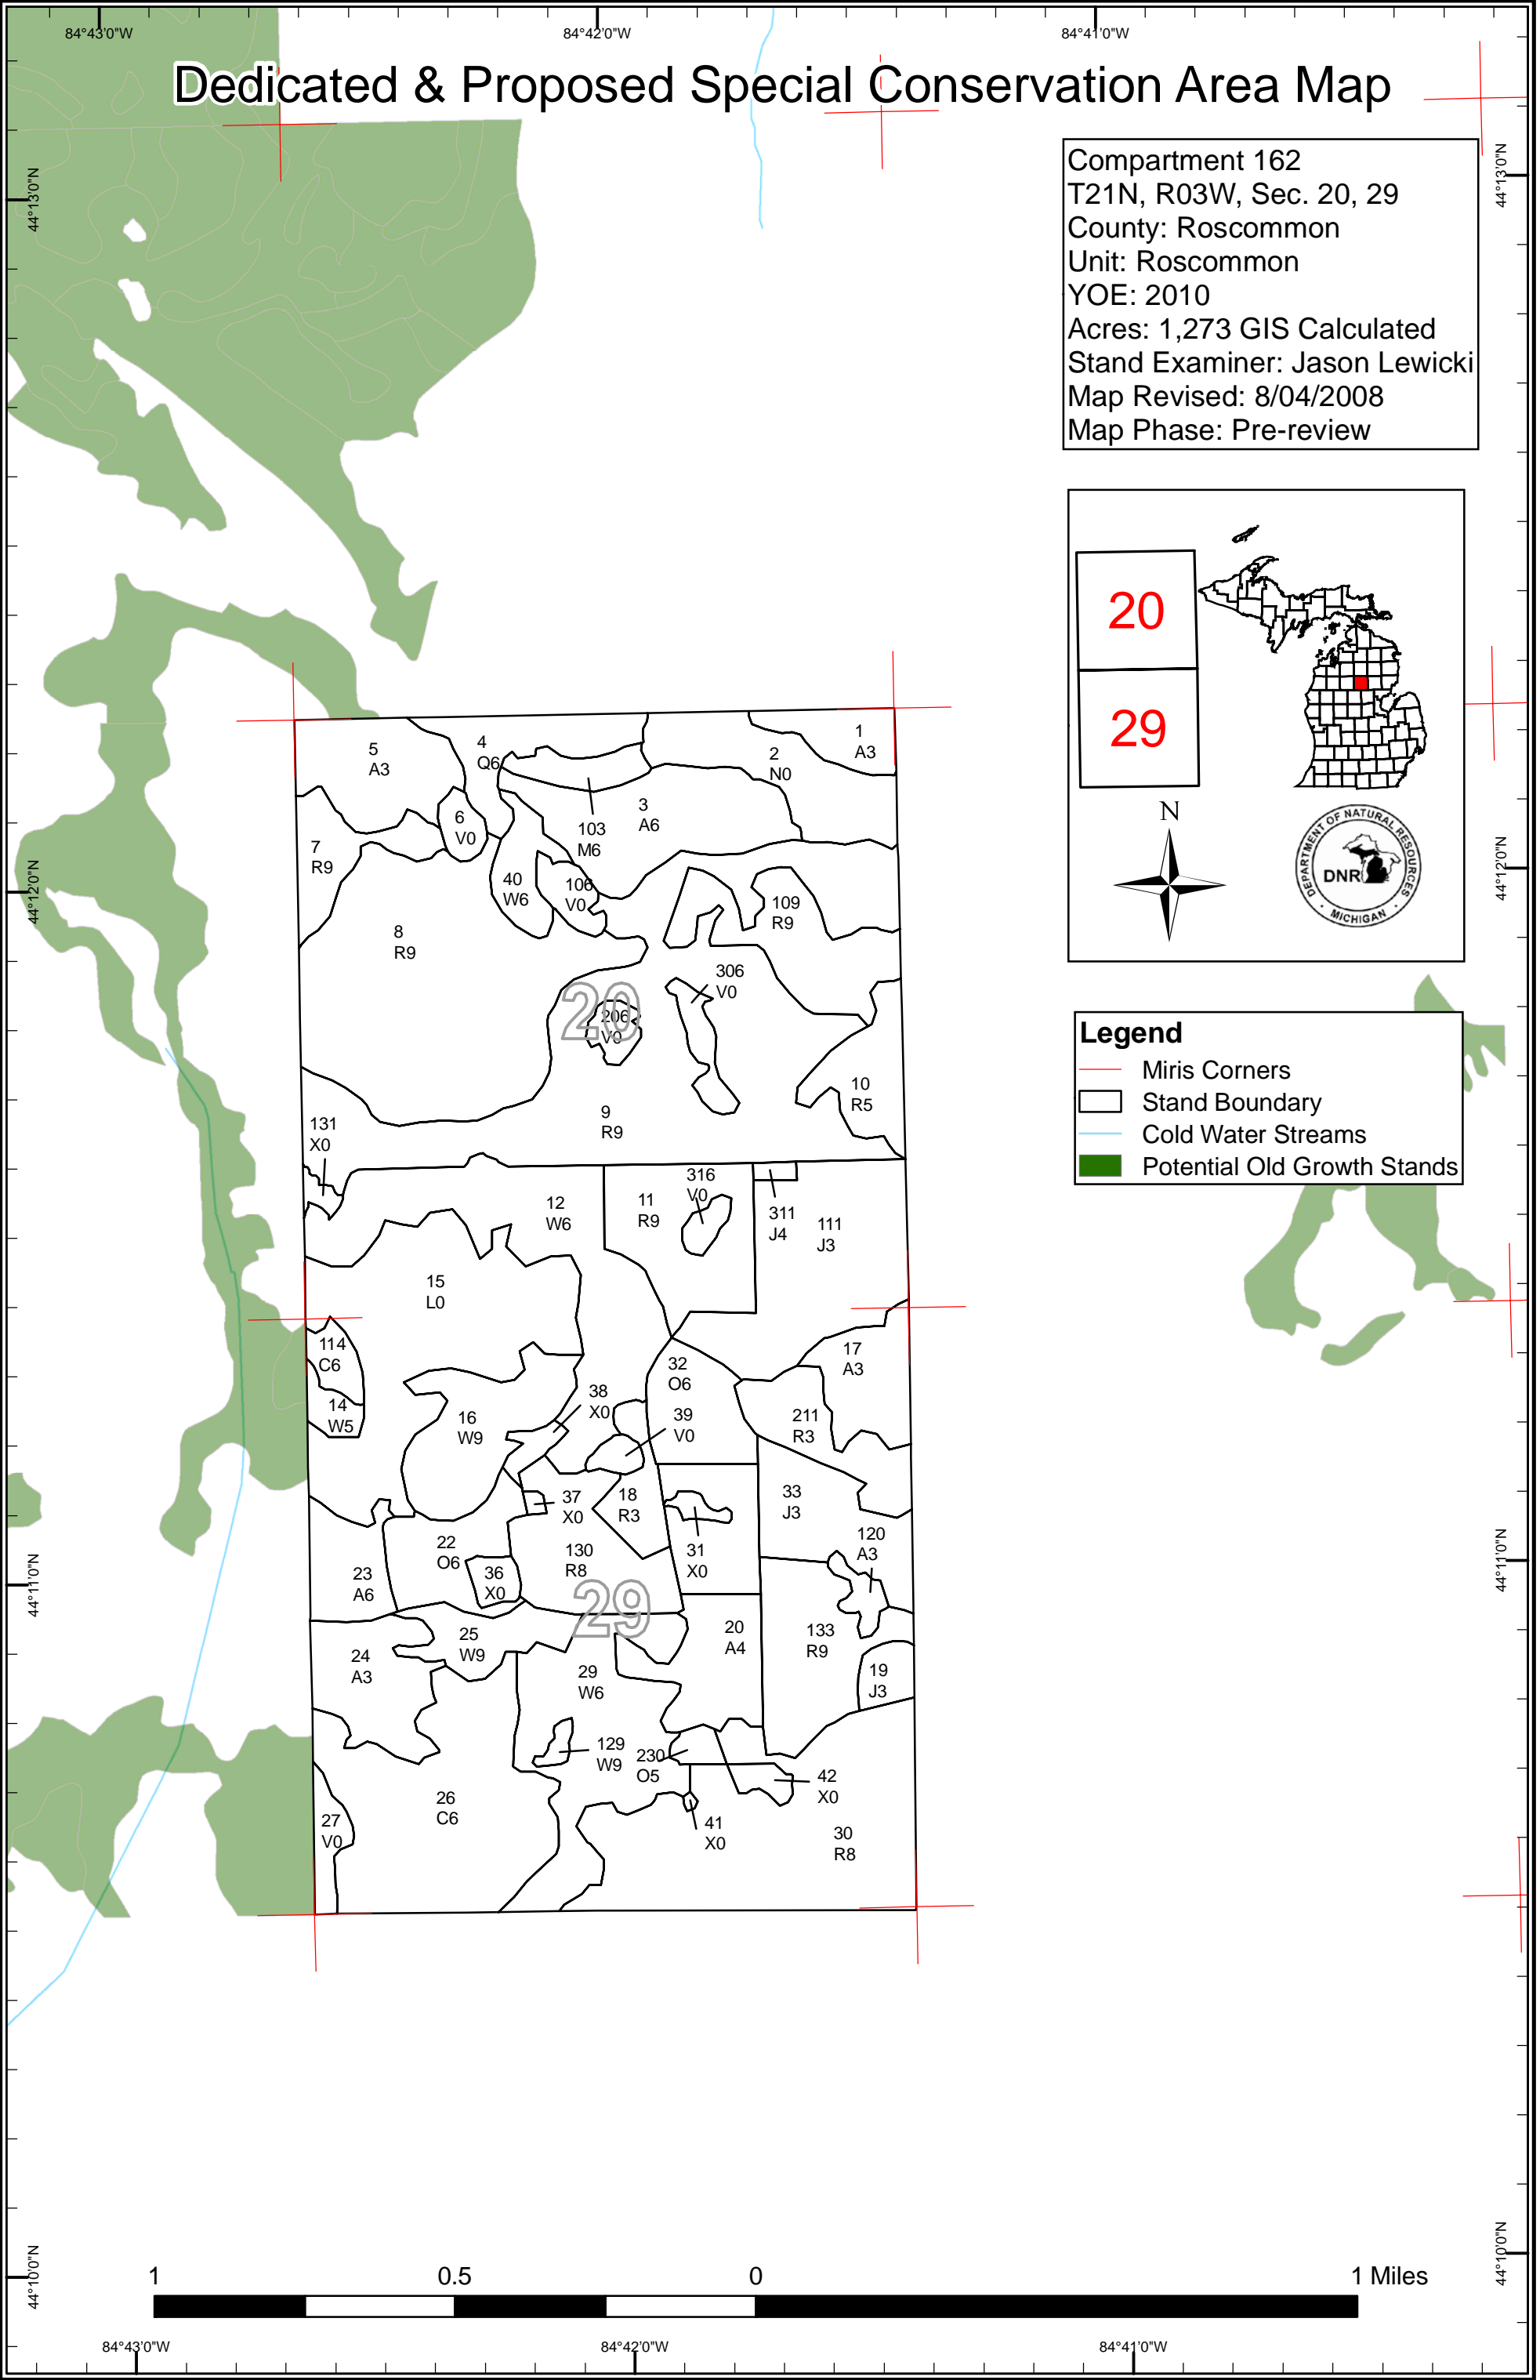 84°43'0"W
84°42'0"W
84°41'0"W
Dedicated & Proposed Special Conservation Area Map
44°13'0"N
44°13'0"N
Compartment 162
T21N, R03W, Sec. 20, 29
County: Roscommon
Unit: Roscommon
YOE: 2010
Acres: 1,273 GIS Calculated
Stand Examiner: Jason Lewicki
Map Revised: 8/04/2008
Map Phase: Pre-review
20
29
N
DEPARTMENT OF NATURAL RESOURCES
DNR
MICHIGAN
44°12'0"N
44°12'0"N
Legend
Miris Corners
Stand Boundary
Cold Water Streams
Potential Old Growth Stands
1
A3
2
N0
4
Q6
5
A3
3
A6
103
M6
6
V0
7
R9
40
W6
106
V0
109
R9
8
R9
306
V0
20
206
V0
10
R5
9
R9
131
X0
12
W6
11
R9
316
V0
311
J4
111
J3
15
L0
114
C6
14
W5
17
A3
32
O6
38
X0
39
V0
16
W9
211
R3
37
X0
18
R3
33
J3
22
O6
130
R8
31
X0
120
A3
23
A6
36
X0
29
25
W9
20
A4
133
R9
24
A3
29
W6
19
J3
129
W9
230
O5
42
X0
26
C6
27
V0
41
X0
30
R8
44°11'0"N
44°11'0"N
44°10'0"N
44°10'0"N
1
0.5
0
1 Miles
84°43'0"W
84°42'0"W
84°41'0"W